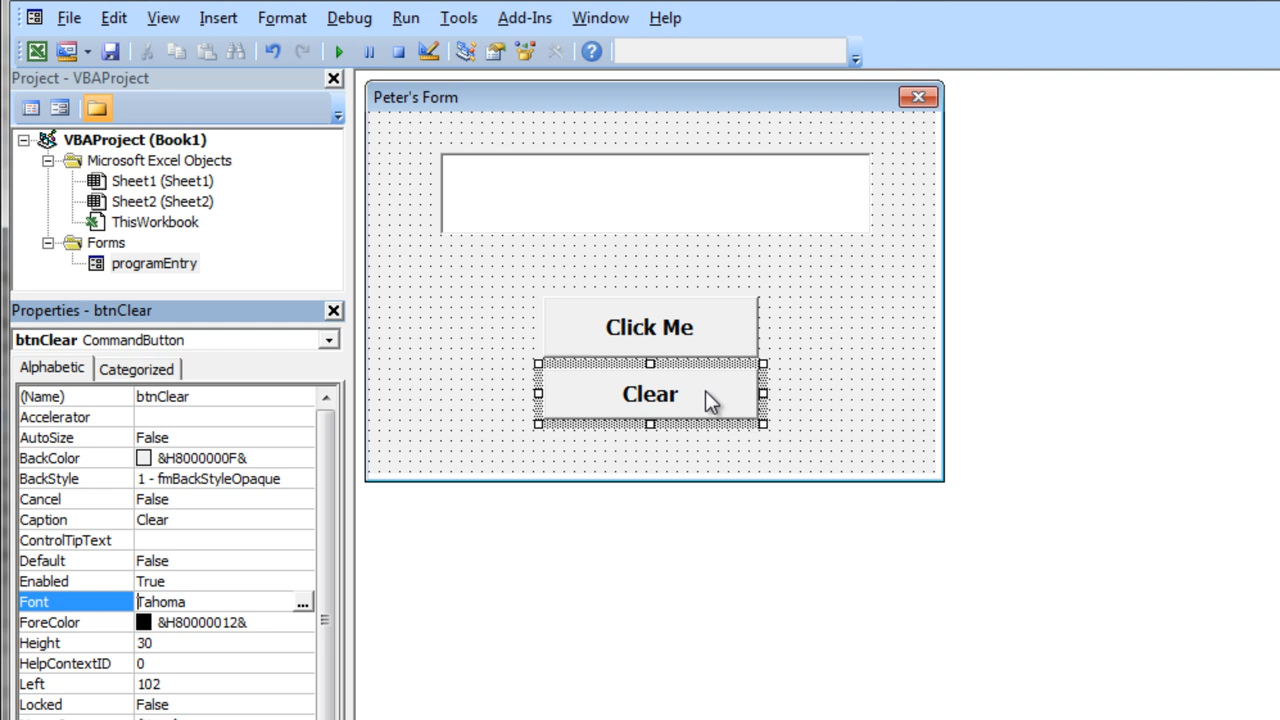 File Edit View Insert Format Debug Run Tools Add-Ins Window Help
Project - VBAProject
VBAProject (Book1)
Microsoft Excel Objects
Sheet1 (Sheet1)
Sheet2 (Sheet2)
ThisWorkbook
Forms
programEntry
Properties - btnClear
btnClear CommandButton
Alphabetic Categorized
(Name) btnClear
Accelerator
AutoSize False
BackColor &H8000000F&
BackStyle 1 - fmBackStyleOpaque
Cancel False
Caption Clear
ControlTipText
Default False
Enabled True
Font Tahoma ...
ForeColor &H80000012&
Height 30
HelpContextID 0
Left 102
Locked False
Peter's Form
Click Me
Clear